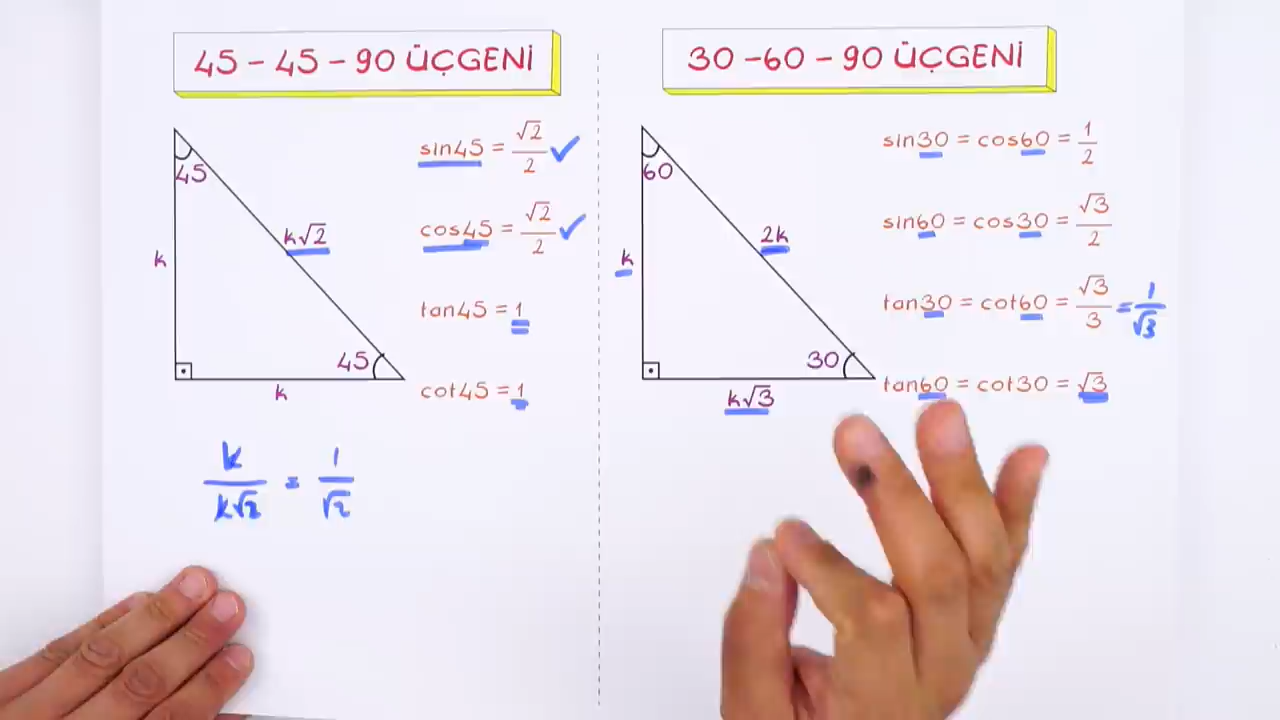 45 - 45 - 90 ÜÇGENİ
45
k√2
k
45
k
sin45 = √2/2 ✓
cos45 = √2/2 ✓
tan45 = 1
cot45 = 1
k/k√2 = 1/√2
30 - 60 - 90 ÜÇGENİ
60
2k
k
30
k√3
sin30 = cos60 = 1/2
sin60 = cos30 = √3/2
tan30 = cot60 = √3/3 = 1/√3
tan60 = cot30 = √3